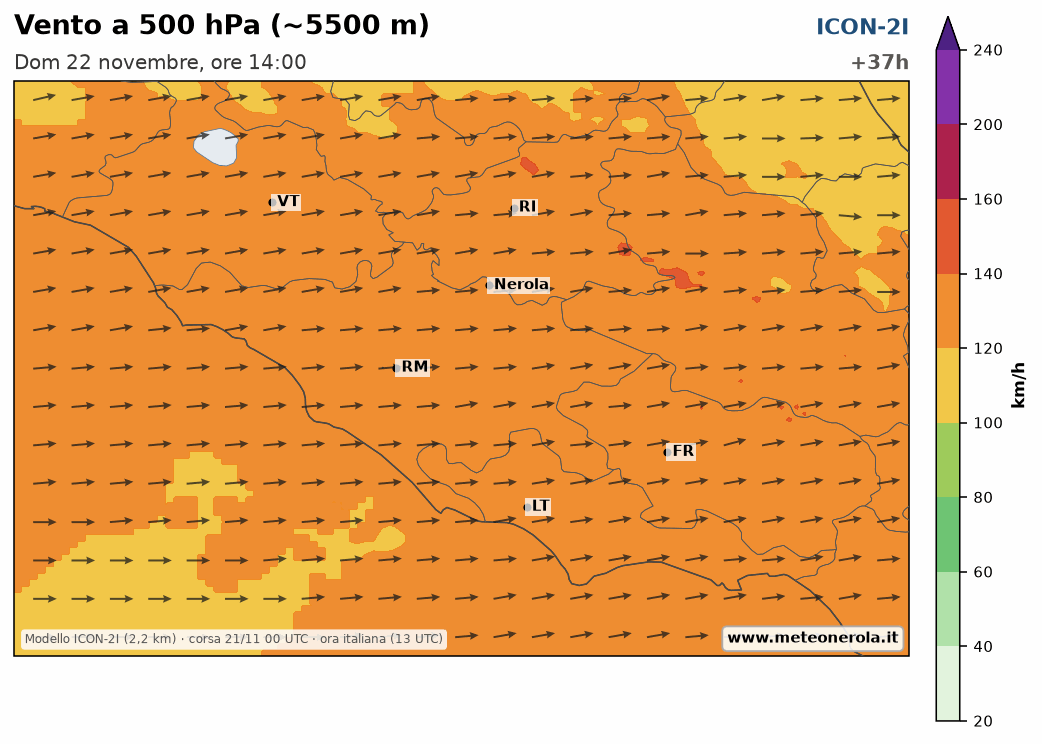 Vento a 500 hPa (~5500 m)
ICON-2I
Dom 22 novembre, ore 14:00
+37h
VT
RI
Nerola
RM
FR
LT
Modello ICON-2I (2,2 km) · corsa 21/11 00 UTC · ora italiana (13 UTC)
www.meteonerola.it
240
200
160
140
120
100
80
60
40
20
km/h